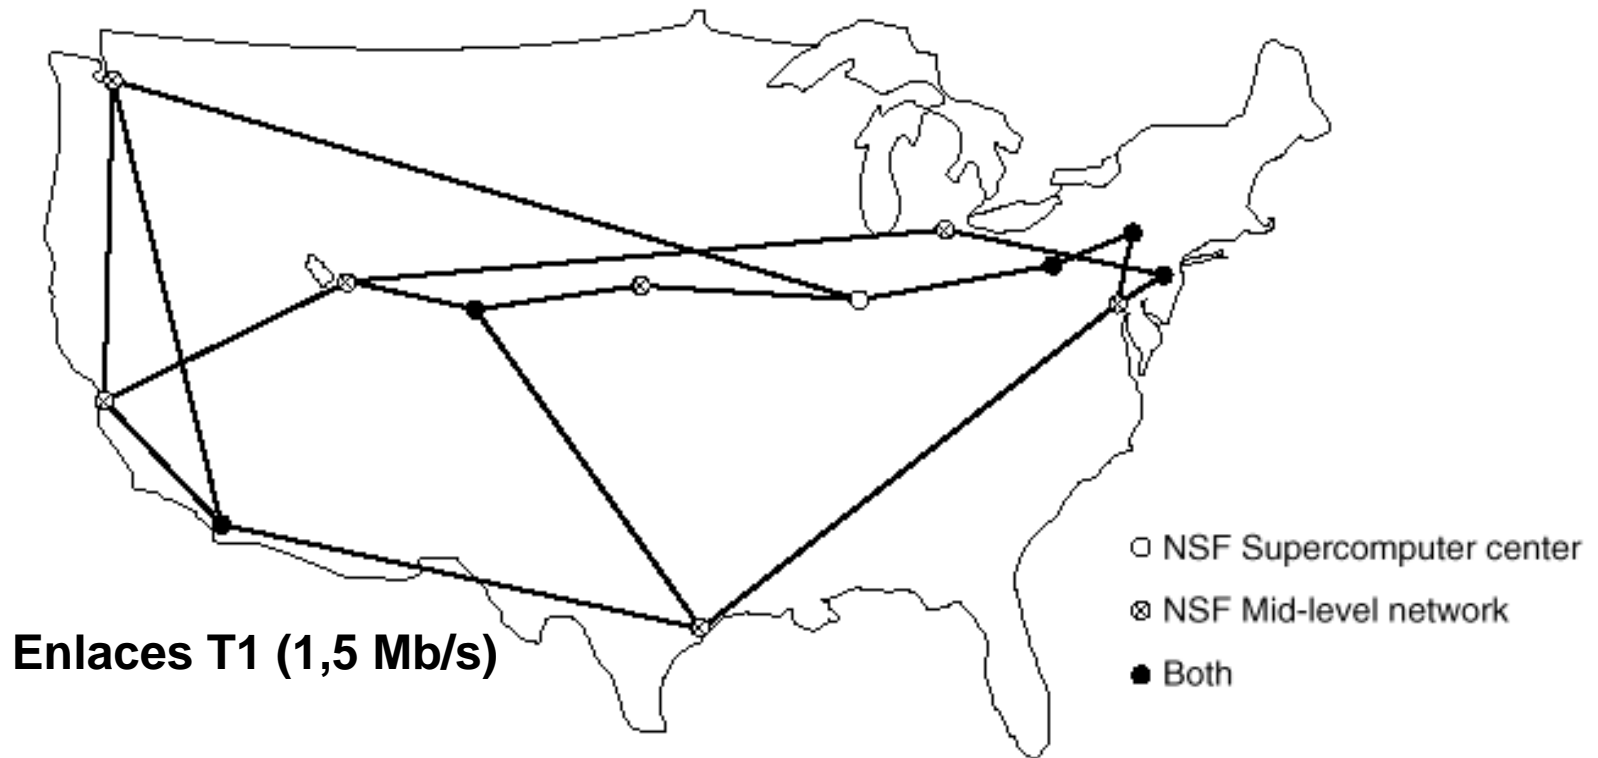 NSF Supercomputer center
NSF Mid-level network
Enlaces T1 (1,5 Mb/s)
Both